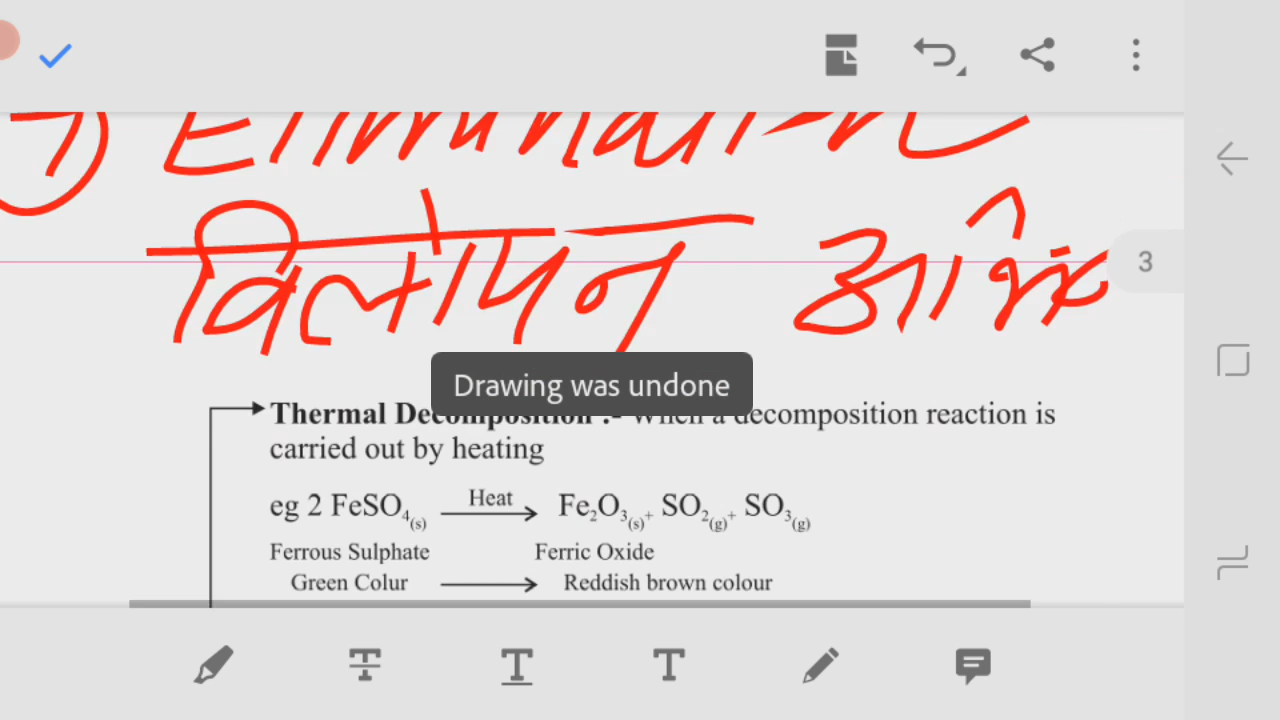 1) Elimination
विलोपन
3
Drawing was undone
Thermal Decomposition :- When a decomposition reaction is
carried out by heating
eg 2 FeSO₄(s) Heat → Fe₂O₃(s)+ SO₂(g)+ SO₃(g)
Ferrous Sulphate Ferric Oxide
Green Colur → Reddish brown colour
T T T